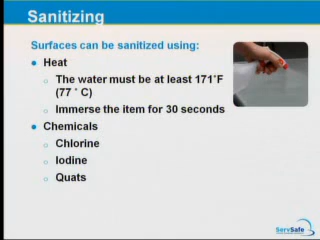 Sanitizing
Surfaces can be sanitized using:
Heat
The water must be at least 171°F
(77 ° C)
Immerse the item for 30 seconds
Chemicals
Chlorine
Iodine
Quats
ServSafe